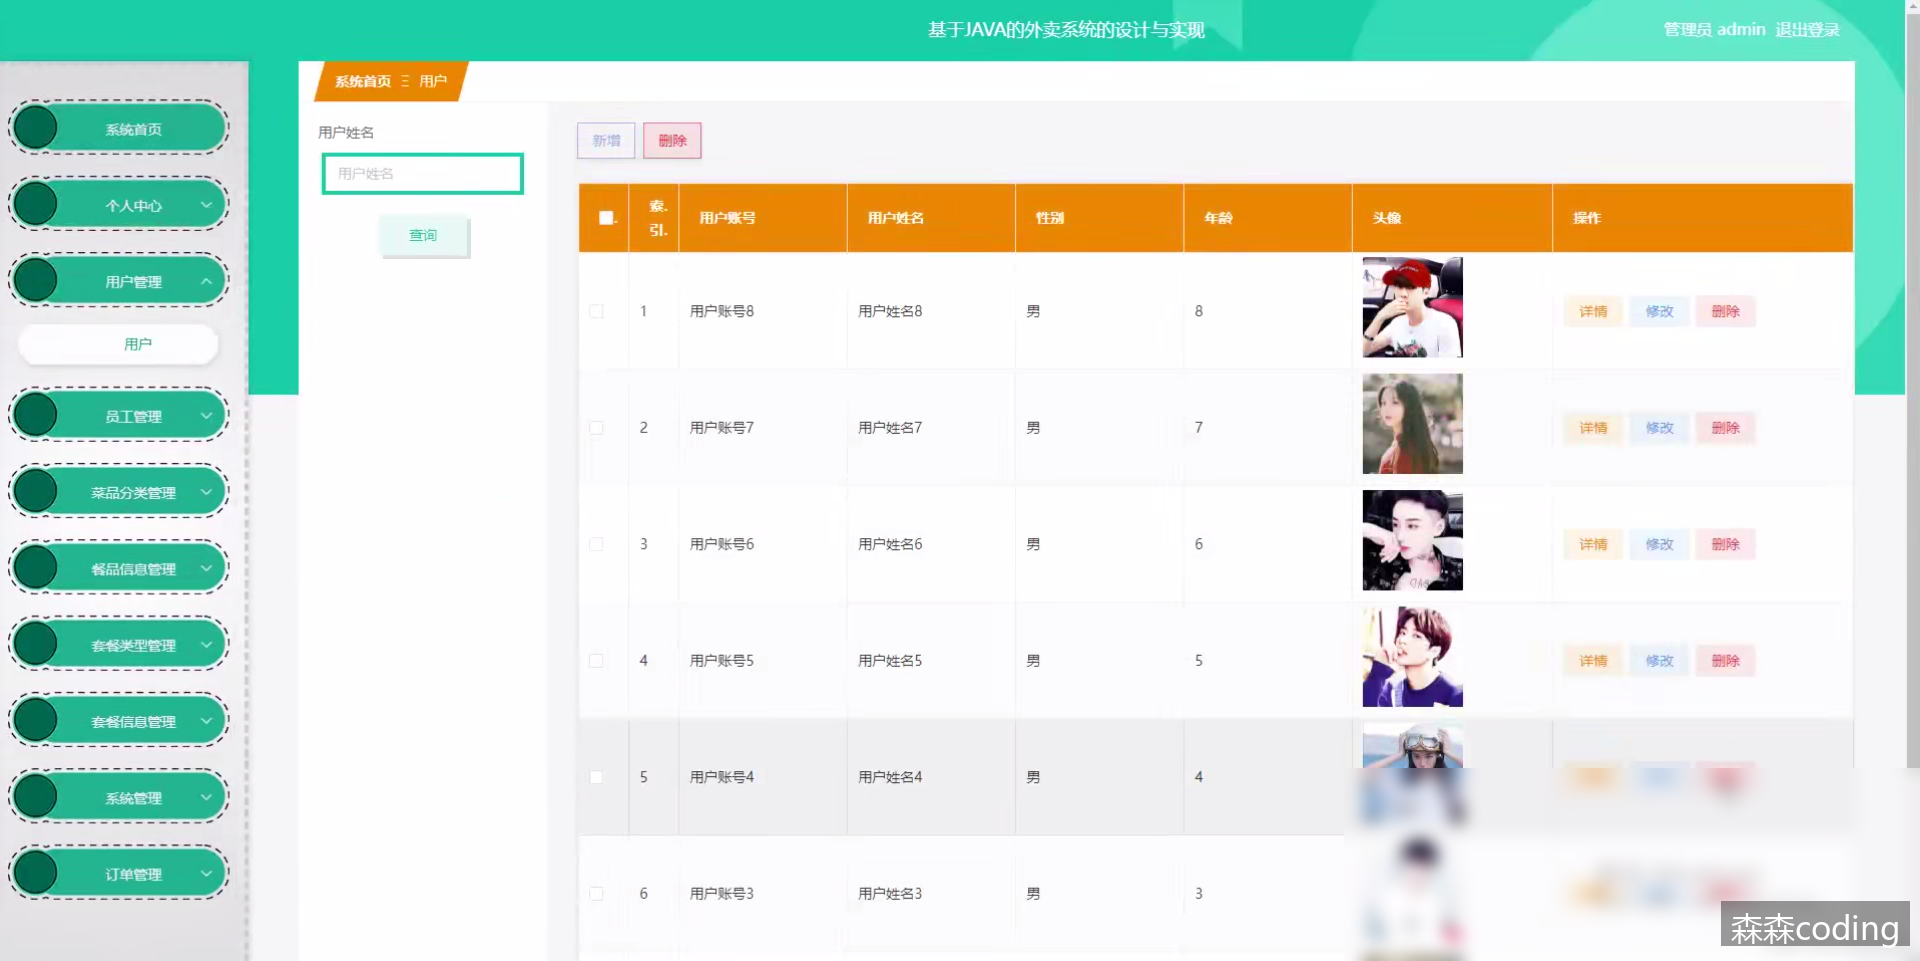 基于JAVA的外卖系统的设计与实现
管理员 admin 退出登录
系统首页
个人中心
用户管理
用户
员工管理
菜品分类管理
餐品信息管理
套餐类型管理
套餐信息管理
系统管理
订单管理
系统首页 Ξ 用户
用户姓名
用户姓名
查询
新增 删除
索. 引. 用户账号 用户姓名 性别 年龄 头像 操作
1 用户账号8 用户姓名8 男 8 详情 修改 删除
2 用户账号7 用户姓名7 男 7 详情 修改 删除
3 用户账号6 用户姓名6 男 6 详情 修改 删除
4 用户账号5 用户姓名5 男 5 详情 修改 删除
5 用户账号4 用户姓名4 男 4
6 用户账号3 用户姓名3 男 3
森森coding